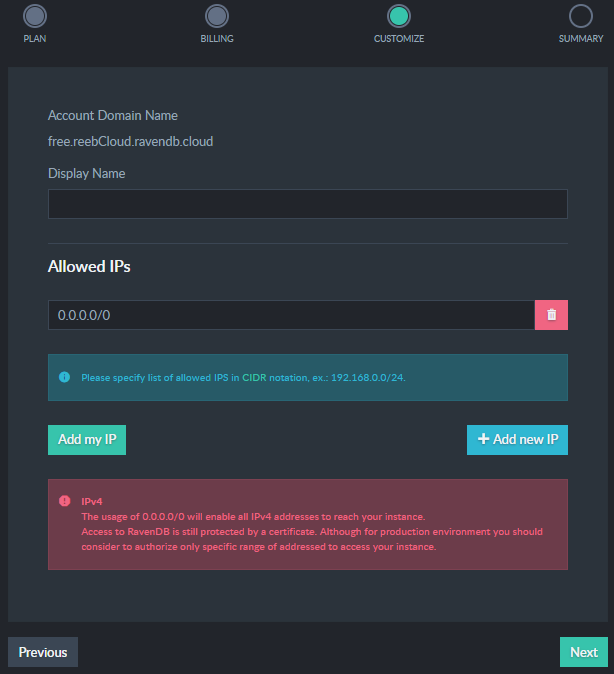 PLAN BILLING CUSTOMIZE SUMMARY
Account Domain Name
free.reebCloud.ravendb.cloud
Display Name
Allowed IPs
0.0.0.0/0
Please specify list of allowed IPS in CIDR notation, ex.: 192.168.0.0/24.
Add my IP
Add new IP
IPv4
The usage of 0.0.0.0/0 will enable all IPv4 addresses to reach your instance.
Access to RavenDB is still protected by a certificate. Although for production environment you should
consider to authorize only specific range of addressed to access your instance.
Previous
Next